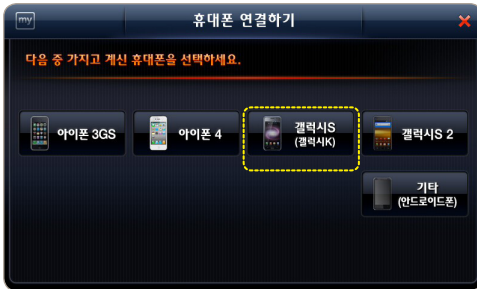 my
휴대폰 연결하기
다음 중 가지고 계신 휴대폰을 선택하세요.
아이폰 3GS
아이폰 4
갤럭시S
(갤럭시K)
갤럭시S 2
기타
(안드로이드폰)